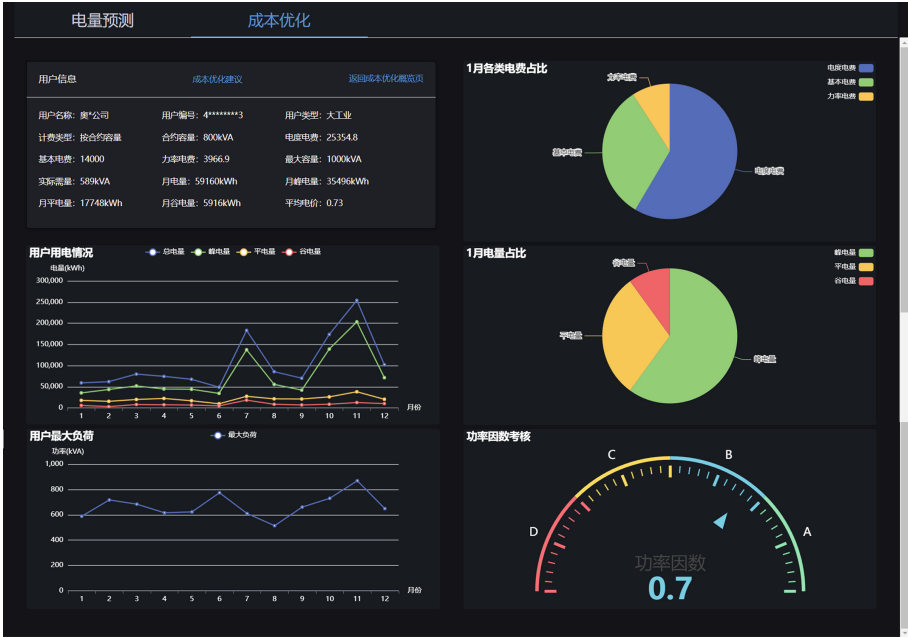 电量预测 成本优化
用户信息 成本优化建议 返回成本优化概览页
用户名称: 奥*公司 用户编号: 4********3 用户类型: 大工业
计费类型: 按合约容量 合约容量: 800kVA 电度电费: 25354.8
基本电费: 14000 力率电费: 3966.9 最大容量: 1000kVA
实际需量: 589kVA 月电量: 59160kWh 月峰电量: 35496kWh
月平电量: 17748kWh 月谷电量: 5916kWh 平均电价: 0.73
1月各类电费占比
电度电费
基本电费
力率电费
力率电费
基本电费
电度电费
用户用电情况 总电量 峰电量 平电量 谷电量
电量(kWh)
300,000
250,000
200,000
150,000
100,000
50,000
0
1 2 3 4 5 6 7 8 9 10 11 12 月份
1月电量占比
峰电量
平电量
谷电量
谷电量
平电量
峰电量
用户最大负荷 最大负荷
功率(kVA)
1,000
800
600
400
200
0
1 2 3 4 5 6 7 8 9 10 11 12 月份
功率因数考核
C B
D A
功率因数
0.7